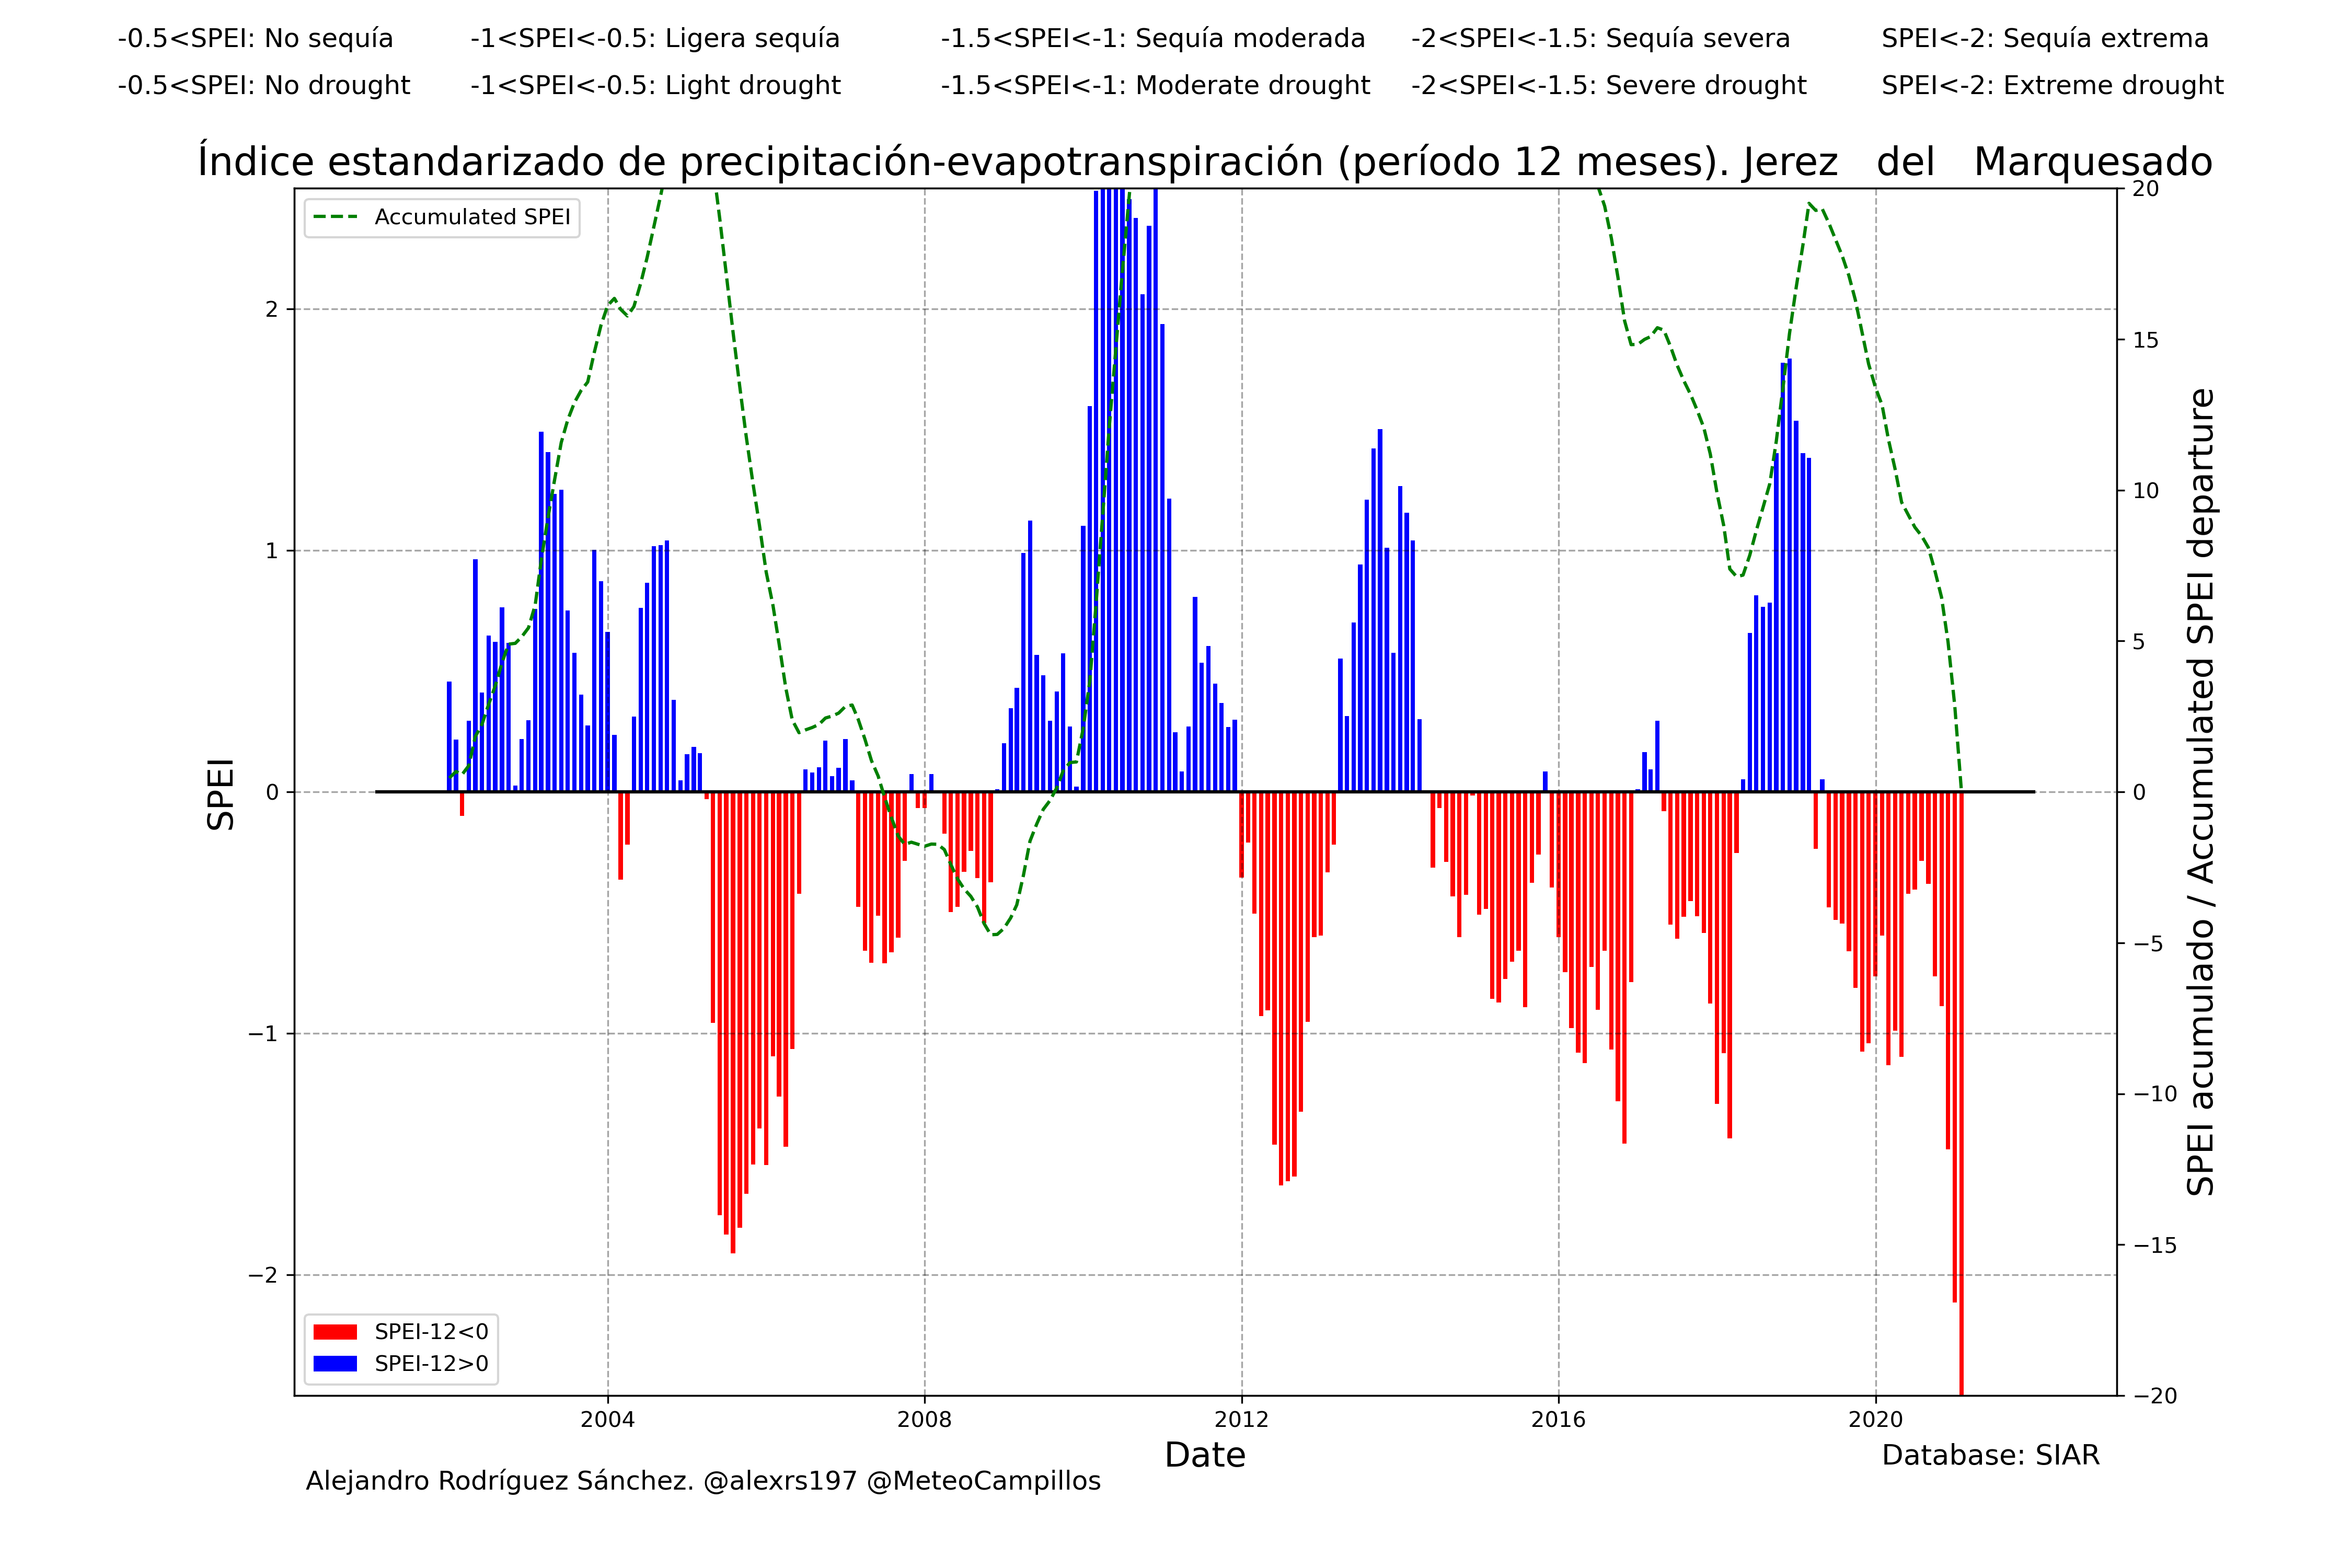 -0.5<SPEI: No sequía
-1<SPEI<-0.5: Ligera sequía
-1.5<SPEI<-1: Sequía moderada
-2<SPEI<-1.5: Sequía severa
SPEI<-2: Sequía extrema
-0.5<SPEI: No drought
-1<SPEI<-0.5: Light drought
-1.5<SPEI<-1: Moderate drought
-2<SPEI<-1.5: Severe drought
SPEI<-2: Extreme drought
Índice estandarizado de precipitación-evapotranspiración (período 12 meses). Jerez del Marquesado
Accumulated SPEI
SPEI
2
1
0
−1
−2
20
15
10
5
0
−5
−10
−15
−20
SPEI acumulado / Accumulated SPEI departure
SPEI-12<0
SPEI-12>0
2004
2008
2012
2016
2020
Date
Database: SIAR
Alejandro Rodríguez Sánchez. @alexrs197 @MeteoCampillos